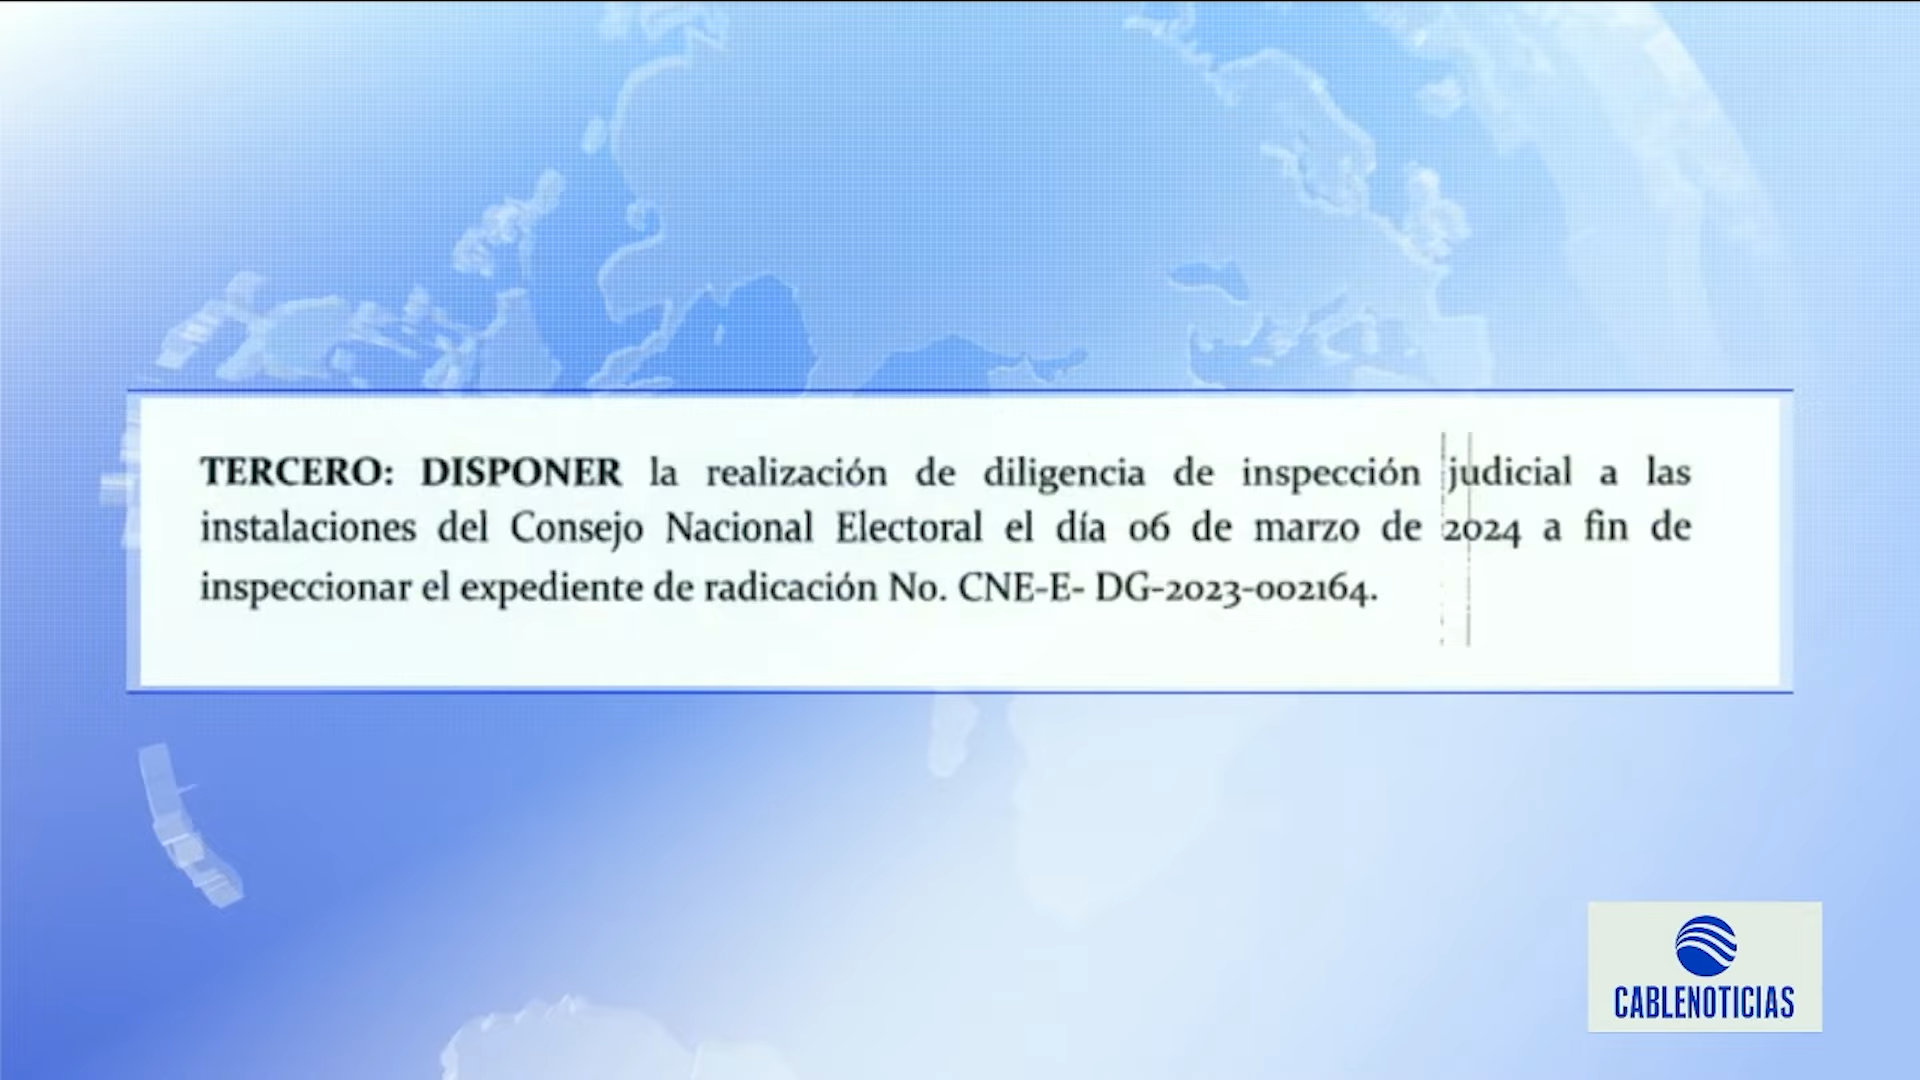 TERCERO: DISPONER la realización de diligencia de inspección judicial a las
instalaciones del Consejo Nacional Electoral el día 06 de marzo de 2024 a fin de
inspeccionar el expediente de radicación No. CNE-E- DG-2023-002164.
CABLENOTICIAS